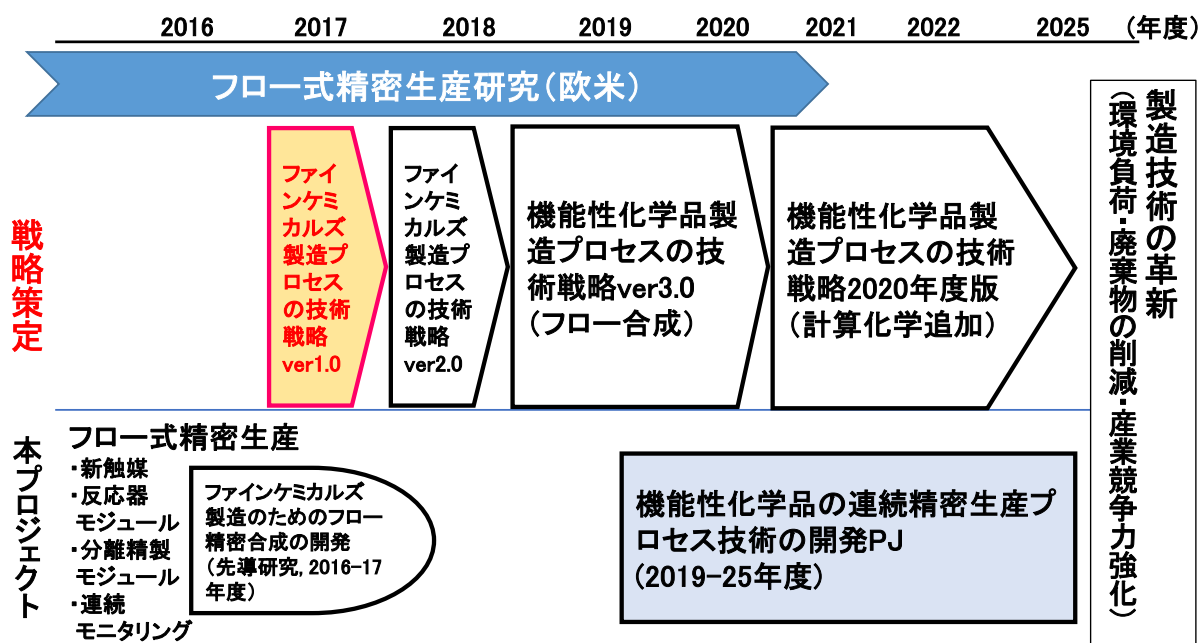 2016 2017 2018 2019 2020 2021 2022 2025 (年度)
フロー式精密生産研究(欧米)
戦略策定
ファイ
ンケミ
カルズ
製造プ
ロセス
の技術
戦略
ver1.0
ファイ
ンケミ
カルズ
製造プ
ロセス
の技術
戦略
ver2.0
機能性化学品製
造プロセスの技
術戦略ver3.0
(フロー合成)
機能性化学品製
造プロセスの技術
戦略2020年度版
(計算化学追加)
製造技術の革新
(環境負荷・廃棄物の削減・産業競争力強化)
本プロジェクト
フロー式精密生産
・新触媒
・反応器
モジュール
・分離精製
モジュール
・連続
モニタリング
ファインケミカルズ
製造のためのフロー
精密合成の開発
(先導研究, 2016-17
年度)
機能性化学品の連続精密生産プ
ロセス技術の開発PJ
(2019-25年度)